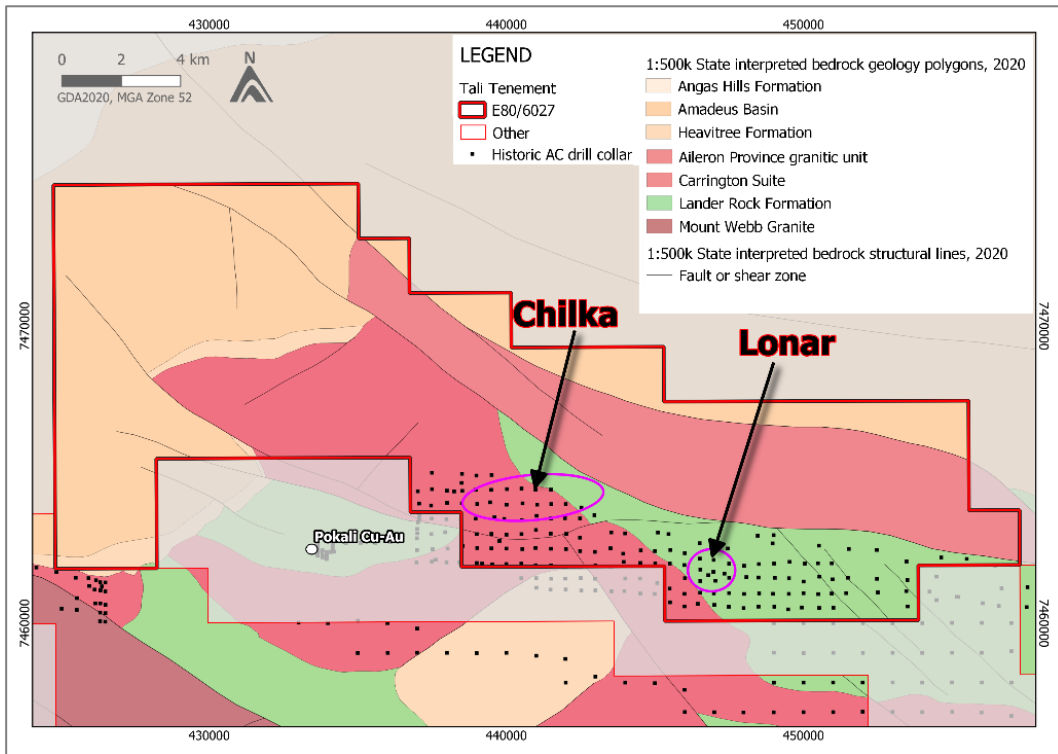 430000
440000
450000
0 2 4 km
N
GDA2020, MGA Zone 52
LEGEND
Tali Tenement
E80/6027
Other
Historic AC drill collar
1:500k State interpreted bedrock geology polygons, 2020
Angas Hills Formation
Amadeus Basin
Heavitree Formation
Aileron Province granitic unit
Carrington Suite
Lander Rock Formation
Mount Webb Granite
1:500k State interpreted bedrock structural lines, 2020
Fault or shear zone
7470000
7470000
Chilka
Lonar
Pokali Cu-Au
7460000
7460000
430000
440000
450000